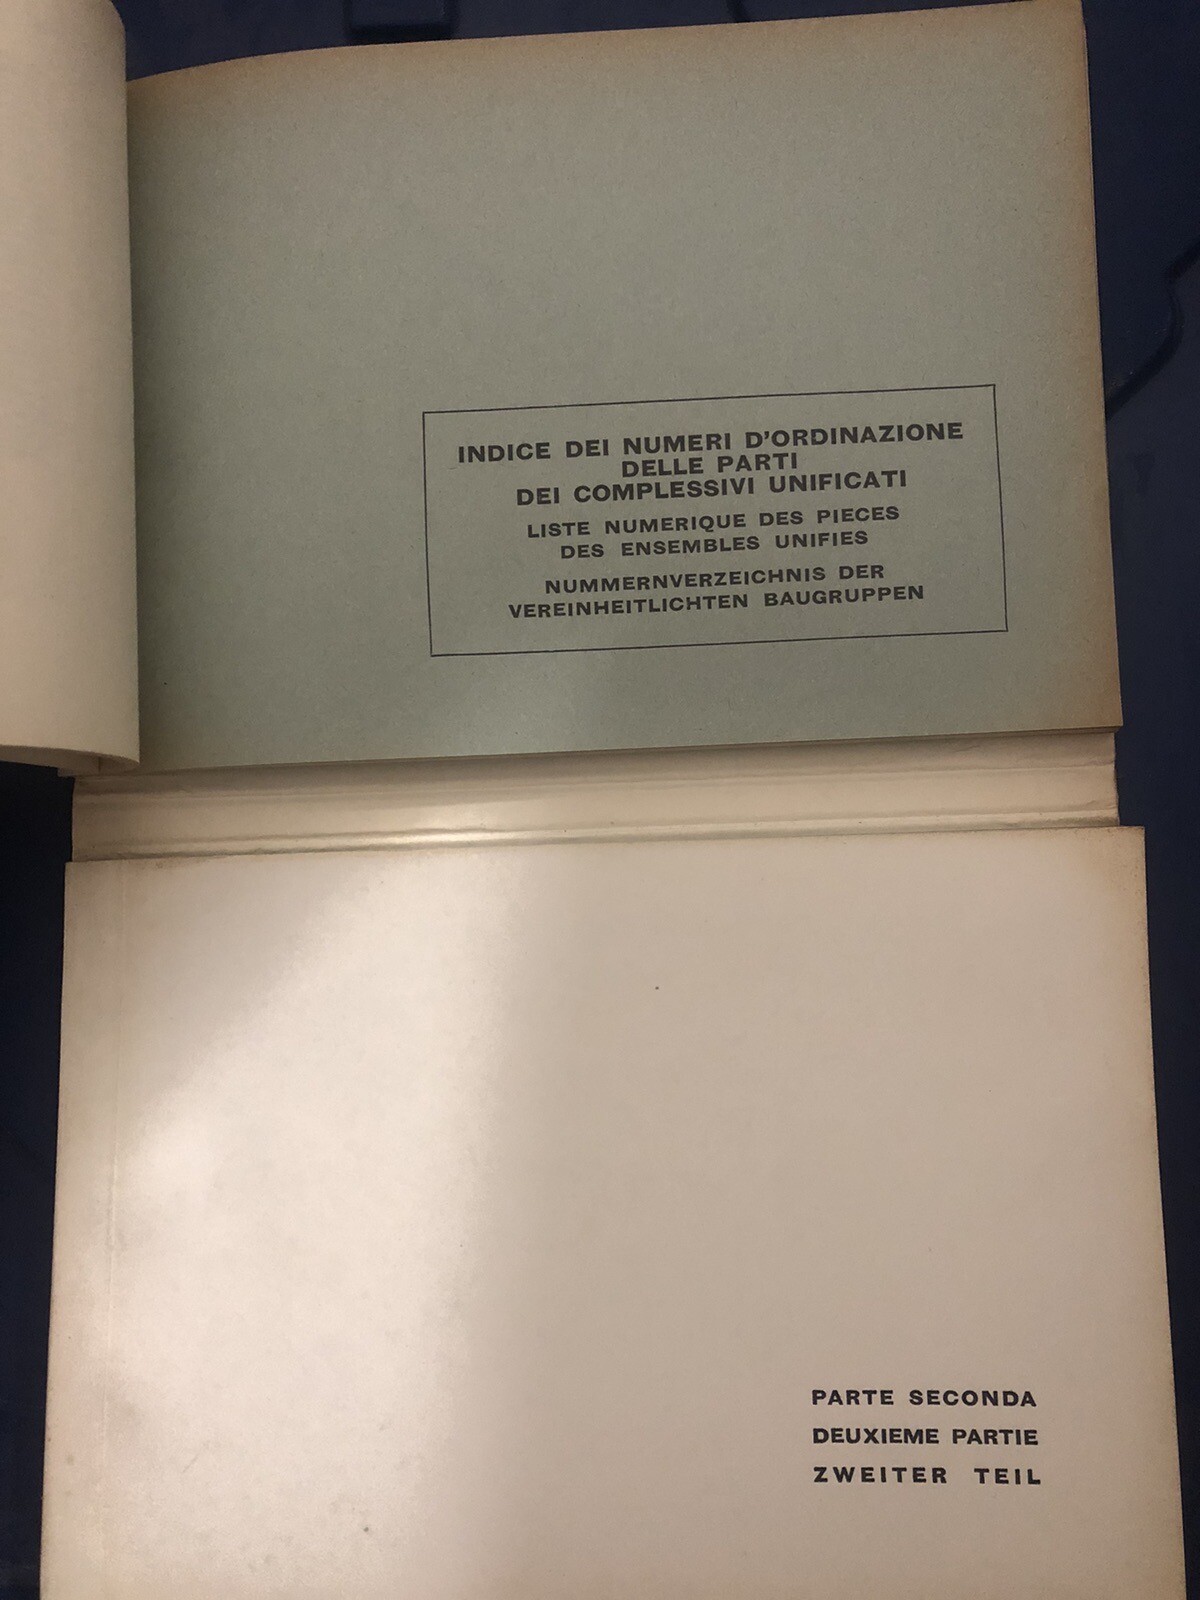 INDICE DEI NUMERI D'ORDINAZIONE
DELLE PARTI
DEI COMPLESSIVI UNIFICATI
LISTE NUMERIQUE DES PIECES
DES ENSEMBLES UNIFIES
NUMMERNVERZEICHNIS DER
VEREINHEITLICHTEN BAUGRUPPEN
PARTE SECONDA
DEUXIEME PARTIE
ZWEITER TEIL